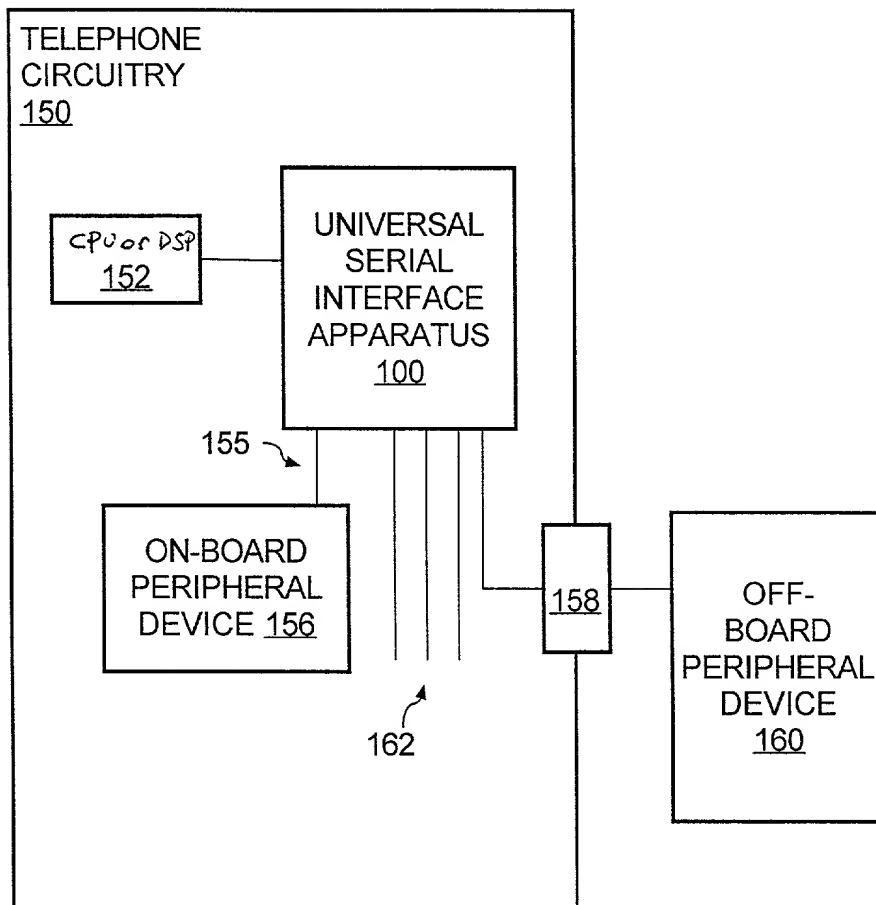 TELEPHONE
CIRCUITRY
150
CPU or DSP
152
UNIVERSAL
SERIAL
INTERFACE
APPARATUS
100
155
ON-BOARD
PERIPHERAL
DEVICE 156
158
OFF-
BOARD
PERIPHERAL
DEVICE
160
162